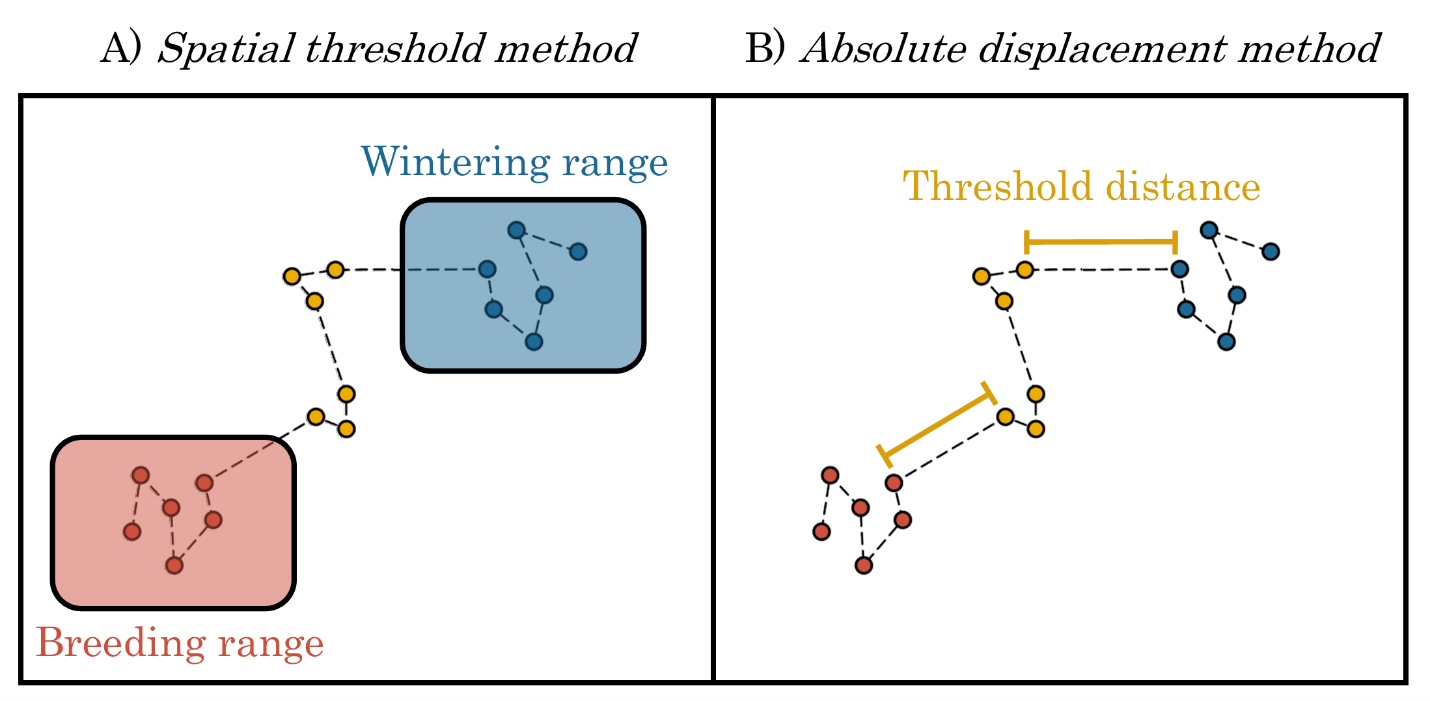 A) Spatial threshold method
B) Absolute displacement method
Wintering range
Threshold distance
Breeding range